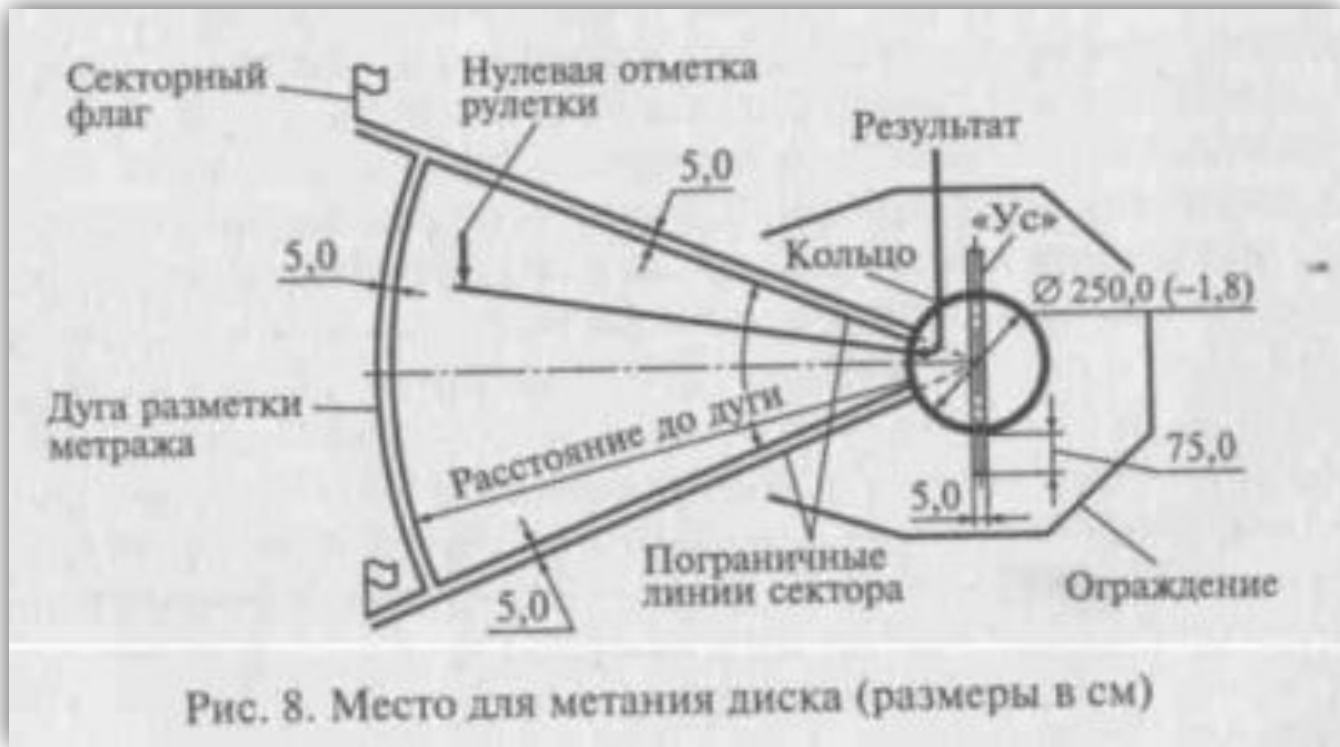 Секторный
флаг
Нулевая отметка
рулетки
Результат
5,0
«Ус»
Кольцо
5,0
Ø 250,0 (–1,8)
Дуга разметки
метража
Расстояние до дуги
75,0
5,0
Пограничные
линии сектора
Ограждение
5,0
Рис. 8. Место для метания диска (размеры в см)